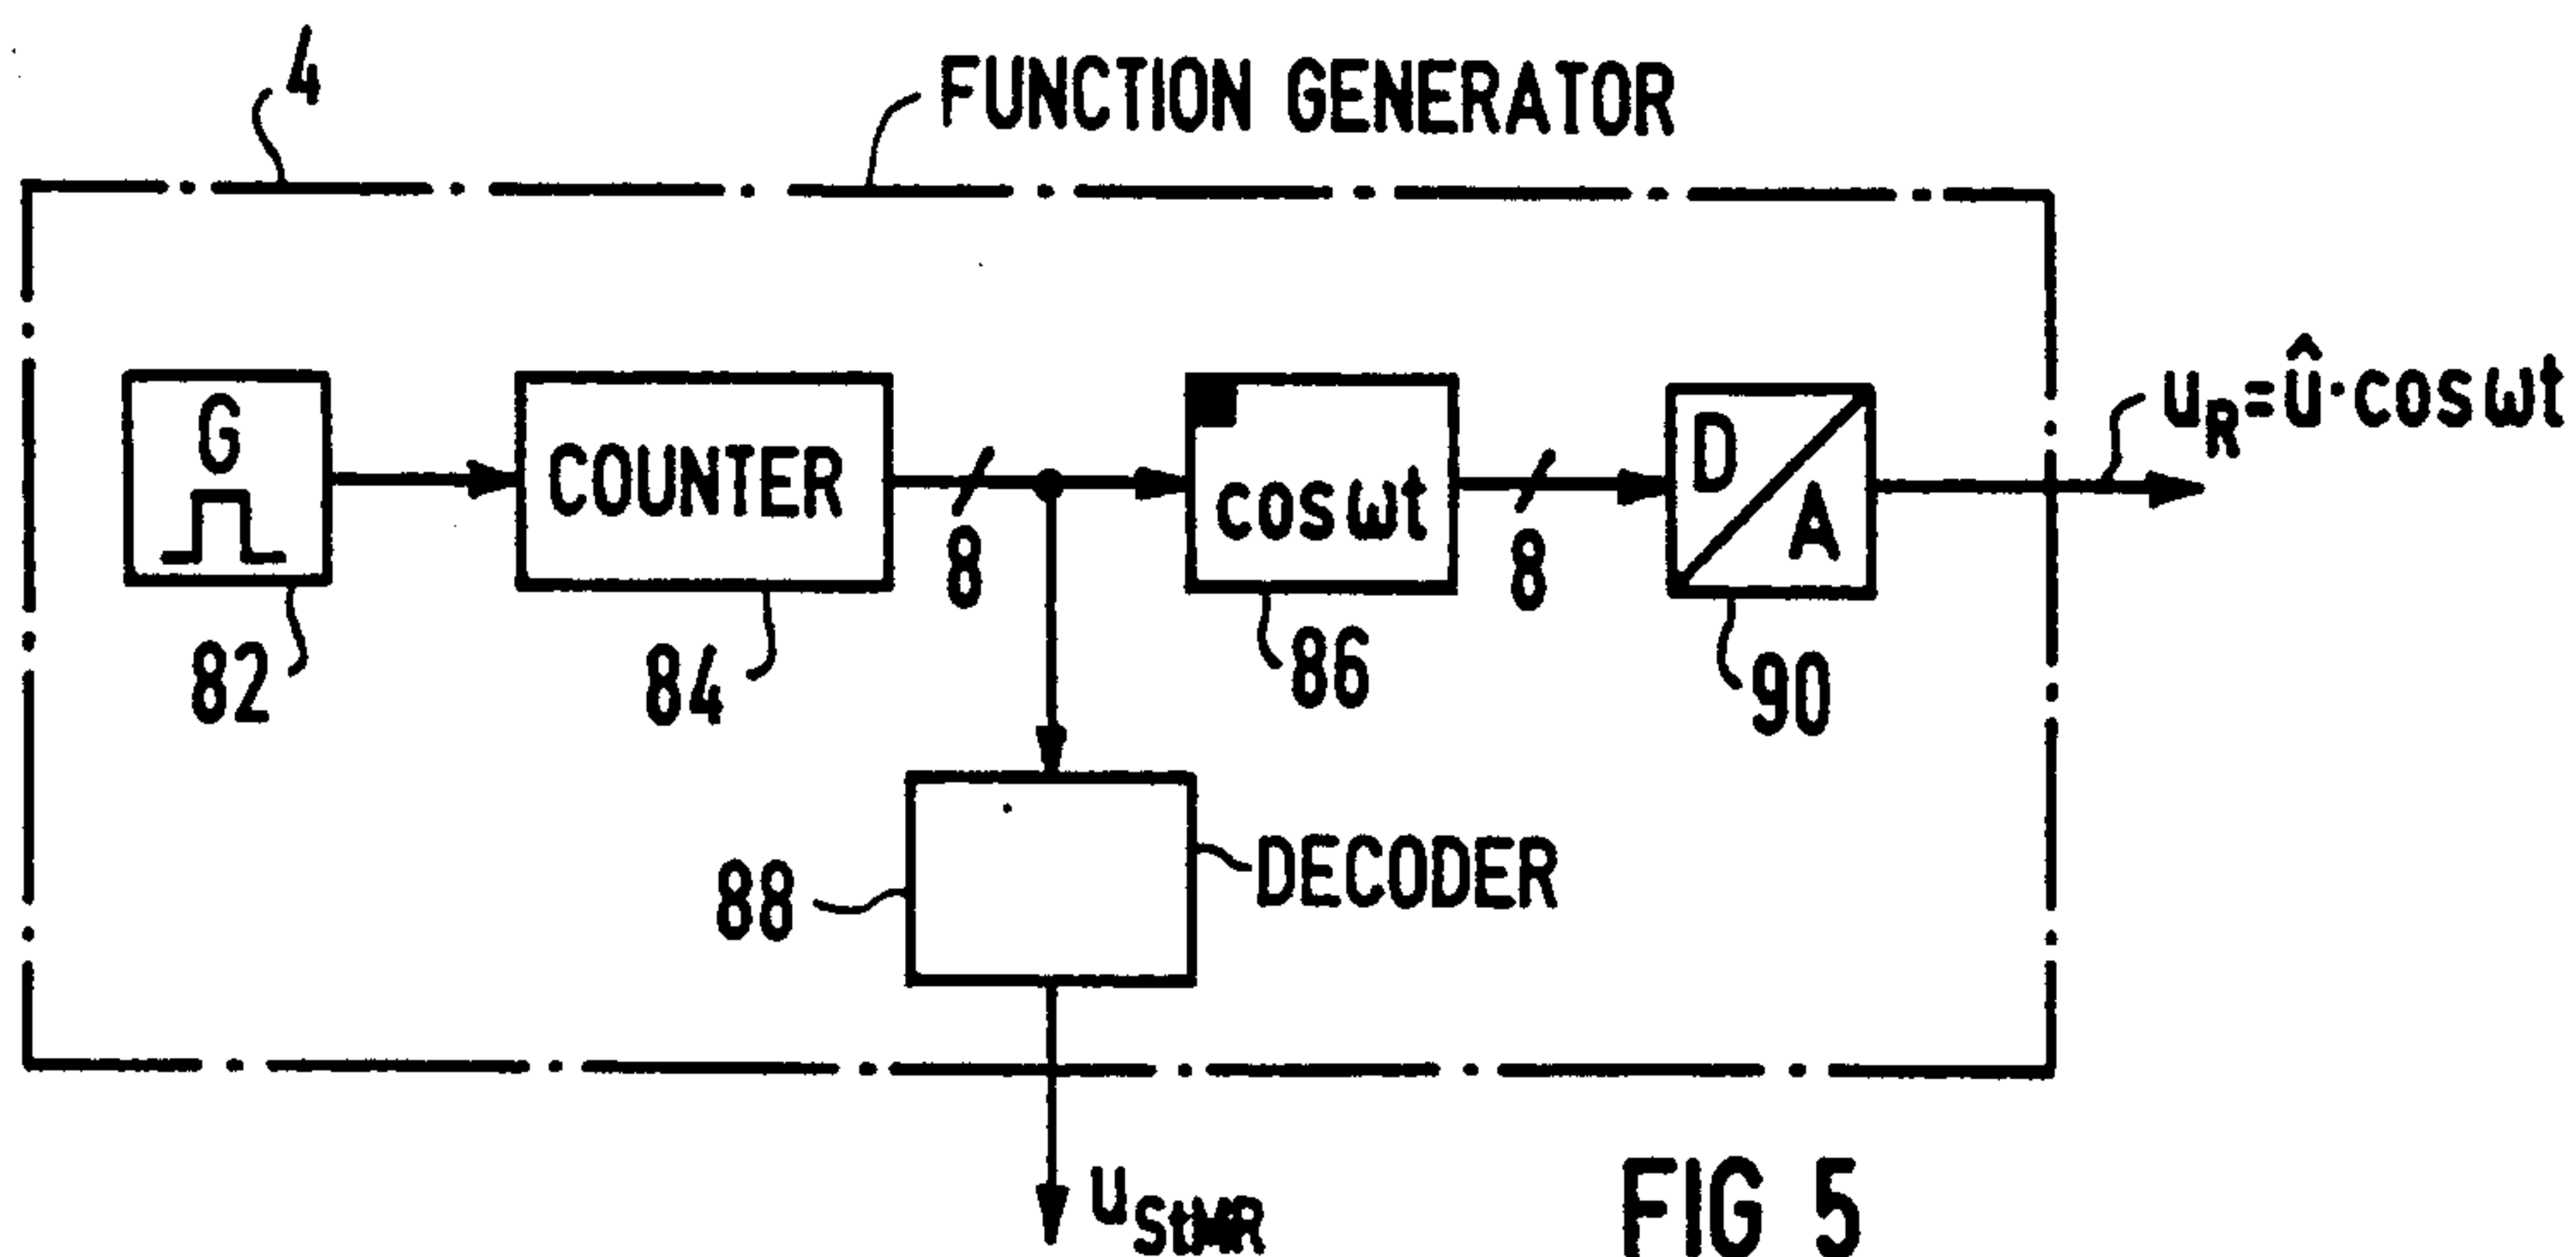 4
FUNCTION GENERATOR
G
COUNTER
8
cos ωt
8
D
A
u_R=û·cos ωt
82
84
86
90
88
DECODER
FIG 5